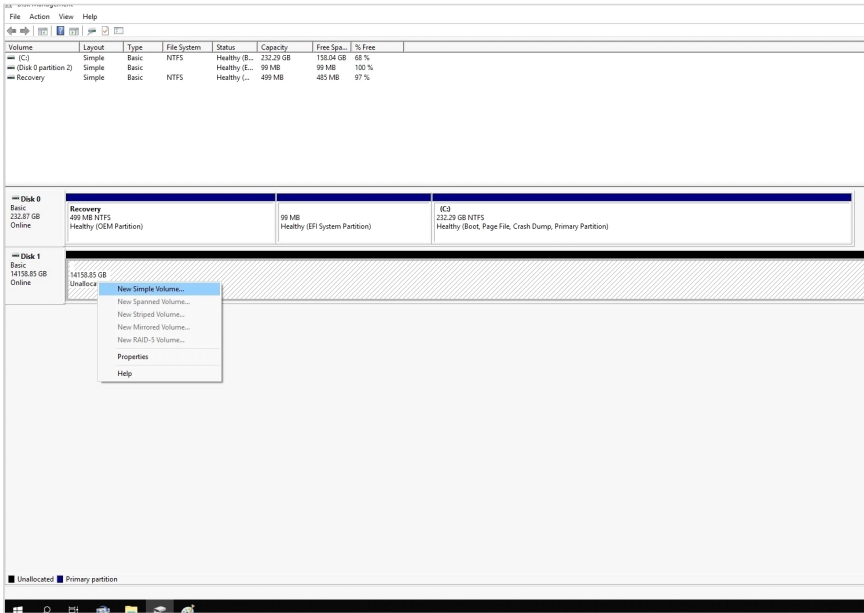 Disk Management
File Action View Help
Volume Layout Type File System Status Capacity Free Spa... % Free
(C:) Simple Basic NTFS Healthy (B... 232.29 GB 158.04 GB 68 %
(Disk 0 partition 2) Simple Basic Healthy (E... 99 MB 99 MB 100 %
Recovery Simple Basic NTFS Healthy (... 499 MB 485 MB 97 %
Disk 0
Basic
232.87 GB
Online
Recovery
499 MB NTFS
Healthy (OEM Partition)
99 MB
Healthy (EFI System Partition)
(C:)
232.29 GB NTFS
Healthy (Boot, Page File, Crash Dump, Primary Partition)
Disk 1
Basic
14158.85 GB
Online
14158.85 GB
Unalloca
New Simple Volume...
New Spanned Volume...
New Striped Volume...
New Mirrored Volume...
New RAID-5 Volume...
Properties
Help
Unallocated Primary partition